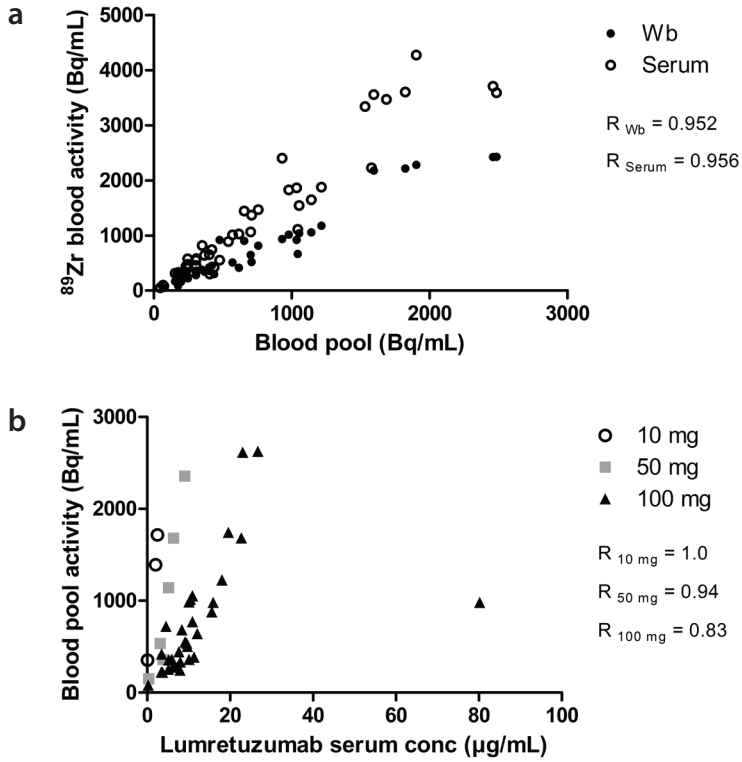 a
5000
4000
3000
2000
1000
0
⁸⁹Zr blood activity (Bq/mL)
0 1000 2000 3000
Blood pool (Bq/mL)
Wb
Serum
R Wb = 0.952
R Serum = 0.956
b
3000
2000
1000
0
Blood pool activity (Bq/mL)
0 20 40 60 80 100
Lumretuzumab serum conc (µg/mL)
10 mg
50 mg
100 mg
R 10 mg = 1.0
R 50 mg = 0.94
R 100 mg = 0.83